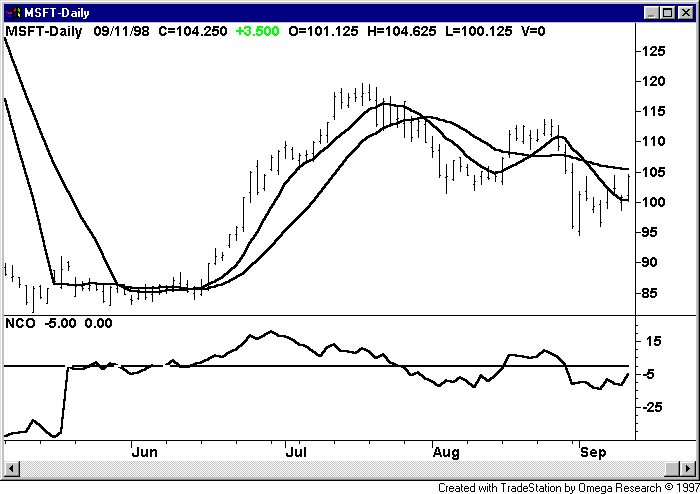 MSFT-Daily
MSFT-Daily 09/11/98 C=104.250 +3.500 O=101.125 H=104.625 L=100.125 V=0
125
120
115
110
105
100
95
90
85
NCO -5.00 0.00
15
-5
-25
Jun Jul Aug Sep
Created with TradeStation by Omega Research © 1997